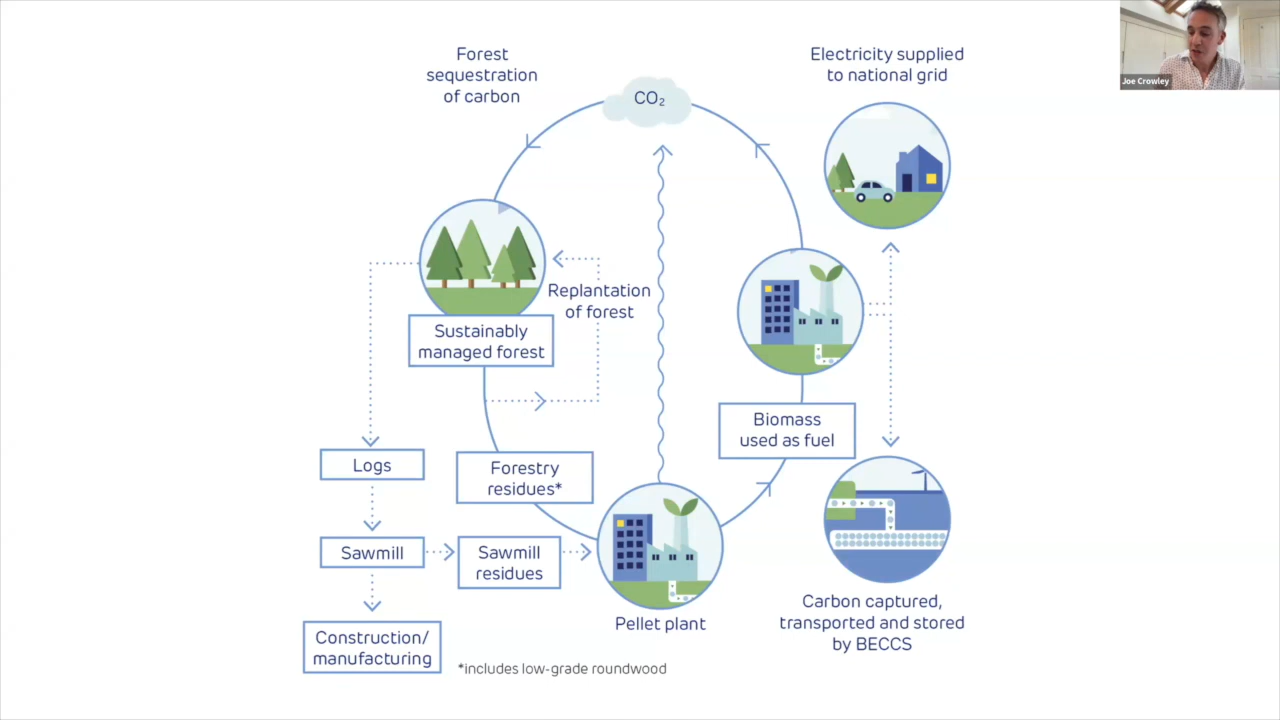 Forest
sequestration
of carbon
CO₂
Electricity supplied
to national grid
Joe Crowley
Replantation
of forest
Sustainably
managed forest
Biomass
used as fuel
Logs
Forestry
residues*
Sawmill
Sawmill
residues
Pellet plant
Carbon captured,
transported and stored
by BECCS
Construction/
manufacturing
*includes low-grade roundwood